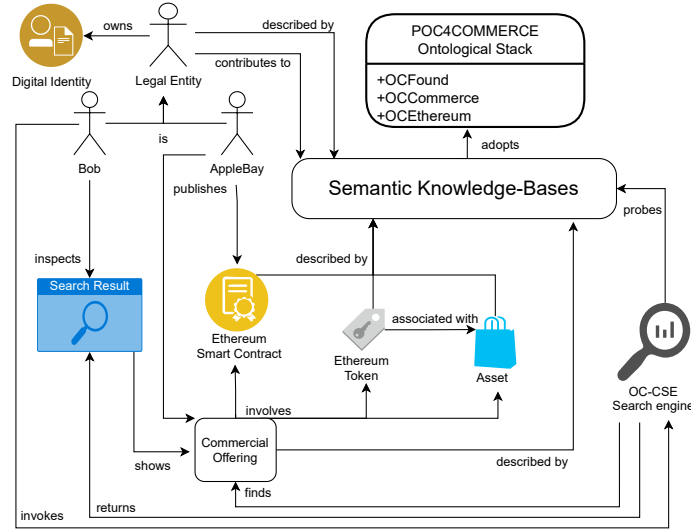 owns
described by
POC4COMMERCE
Ontological Stack
Digital Identity
Legal Entity
contributes to
+OCFound
+OCCommerce
+OCEthereum
is
adopts
Bob
AppleBay
publishes
Semantic Knowledge-Bases
probes
inspects
described by
Search Result
associated with
Ethereum
Smart Contract
Ethereum
Token
Asset
OC-CSE
Search engine
involves
Commercial
Offering
shows
described by
finds
returns
invokes